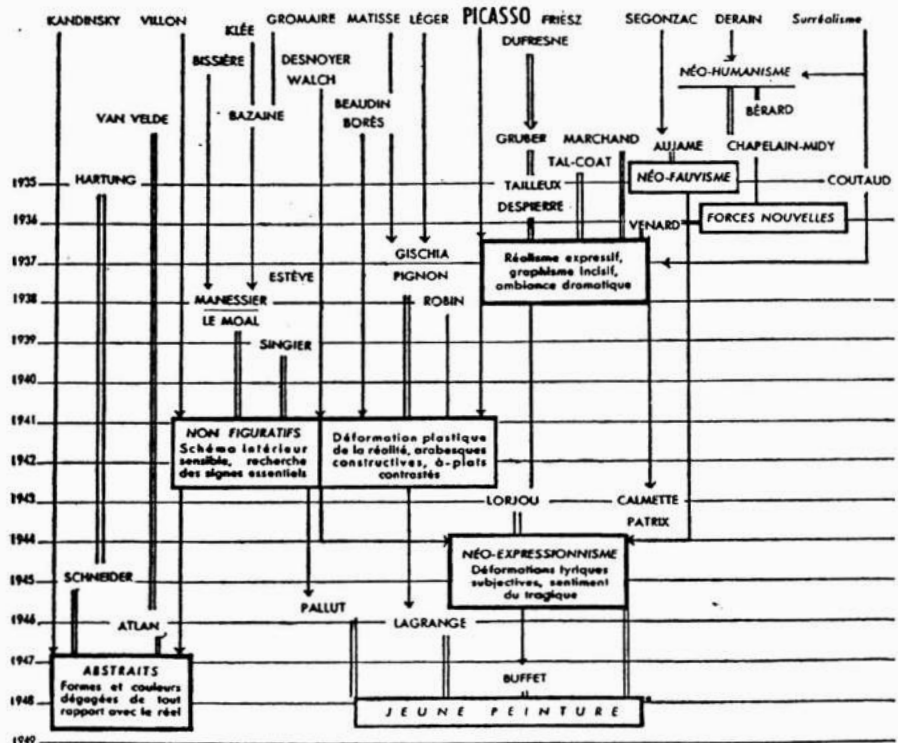 KANDINSKY VILLON GROMAIRE MATISSE LÉGER PICASSO FRIESZ SEGONZAC DERAIN Surréalisme
KLÉE
DUFRESNE
BISSIÈRE
DESNOYER
WALCH
NÉO-HUMANISME
BEAUDIN
BORÈS
BÉRARD
VAN VELDE
BAZAINE
GRUBER MARCHAND
AUJAME CHAPELAIN-MIDY
TAL-COAT
1935
HARTUNG
TAILLEUX
NÉO-FAUVISME
COUTAUD
DESPIERRE
1936
VENARD
FORCES NOUVELLES
GISCHIA
Réalisme expressif,
graphisme incisif,
ambiance dramatique
1937
ESTÈVE
PIGNON
1938
MANESSIER
ROBIN
LE MOAL
1939
SINGIER
1940
1941
NON FIGURATIFS
Schéma intérieur
sensible, recherche
des signes essentiels
Déformation plastique
de la réalité, arabesques
constructives, à-plats
contrastés
1942
1943
LORJOU
CALMETTE
PATRIX
1944
NÉO-EXPRESSIONNISME
Déformations lyriques
subjectives, sentiment
du tragique
1945
SCHNEIDER
PALLUT
1946
ATLAN
LAGRANGE
1947
ABSTRAITS
Formes et couleurs
dégagées de tout
rapport avec le réel
BUFFET
1948
JEUNE PEINTURE
1949